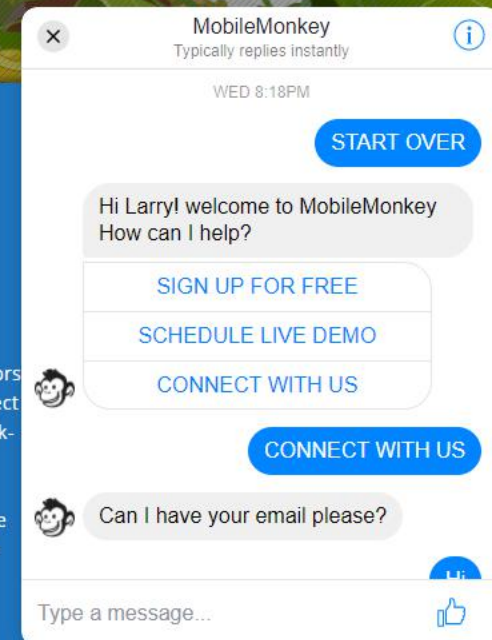 MobileMonkey
Typically replies instantly
WED 8:18PM
START OVER
Hi Larry! welcome to MobileMonkey
How can I help?
SIGN UP FOR FREE
SCHEDULE LIVE DEMO
CONNECT WITH US
CONNECT WITH US
Can I have your email please?
Hi
Type a message...